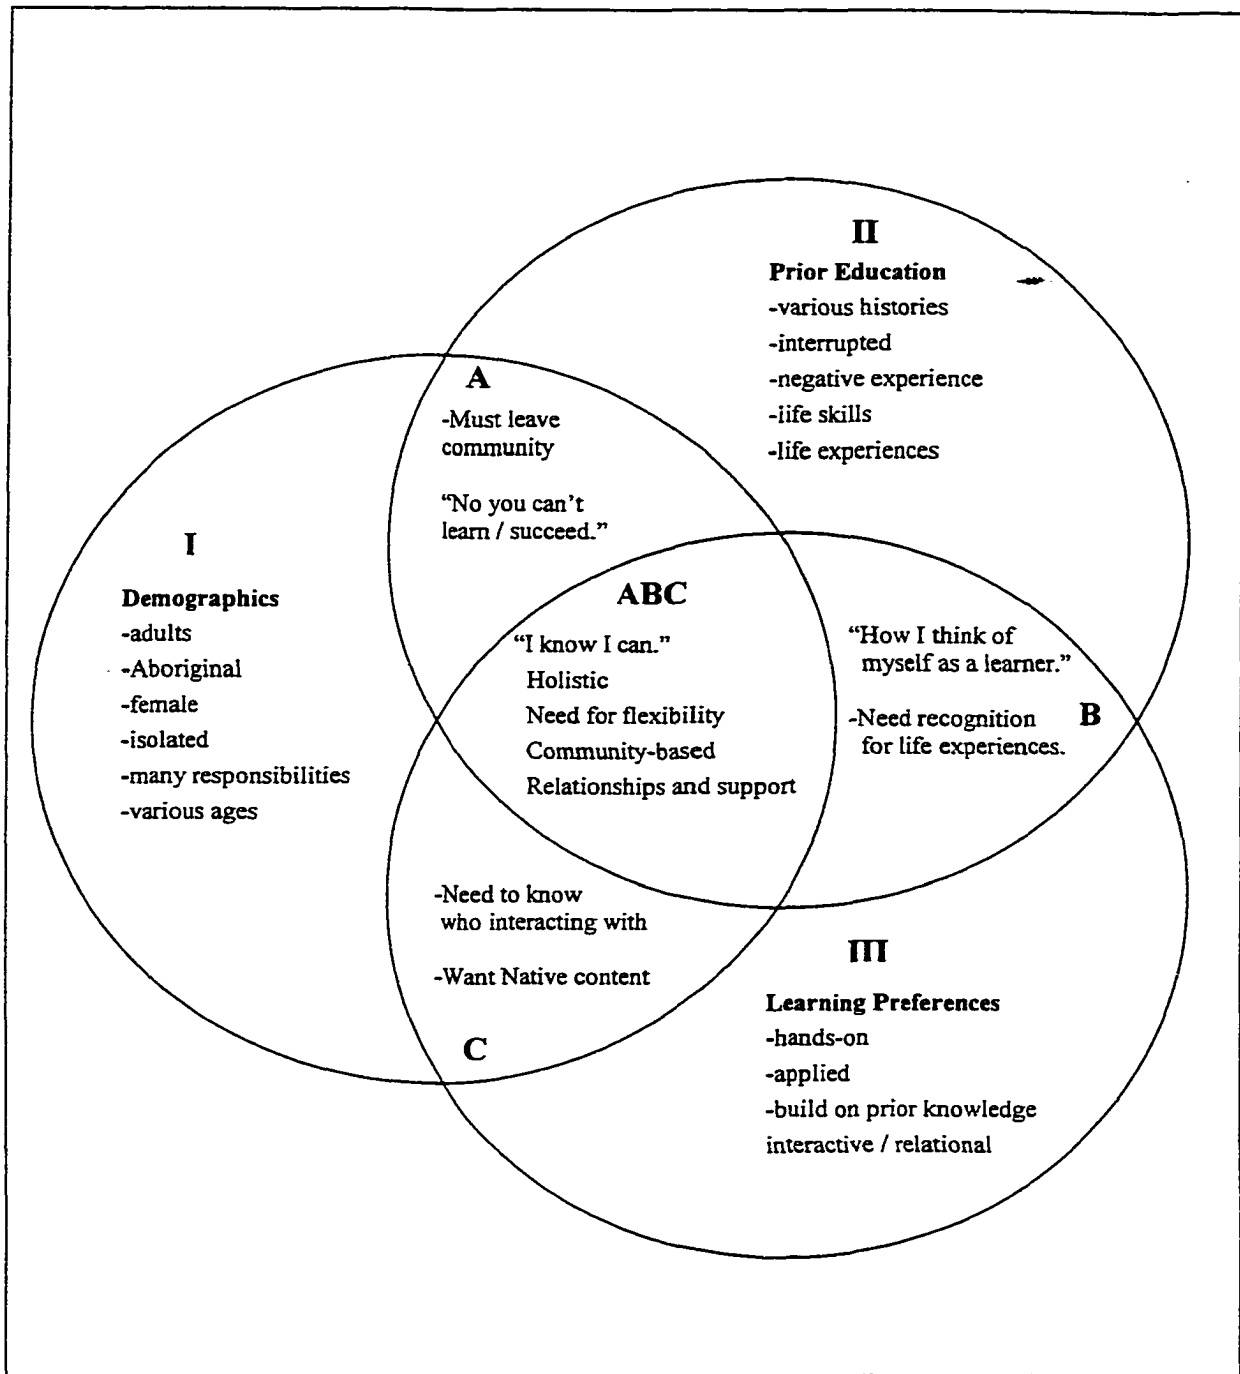 II
Prior Education
-various histories
-interrupted
-negative experience
-life skills
-life experiences
A
-Must leave
community
“No you can’t
learn / succeed.”
I
Demographics
-adults
-Aboriginal
-female
-isolated
-many responsibilities
-various ages
ABC
“I know I can.”
Holistic
Need for flexibility
Community-based
Relationships and support
“How I think of
myself as a learner.”
B
-Need recognition
for life experiences.
-Need to know
who interacting with
-Want Native content
C
III
Learning Preferences
-hands-on
-applied
-build on prior knowledge
interactive / relational